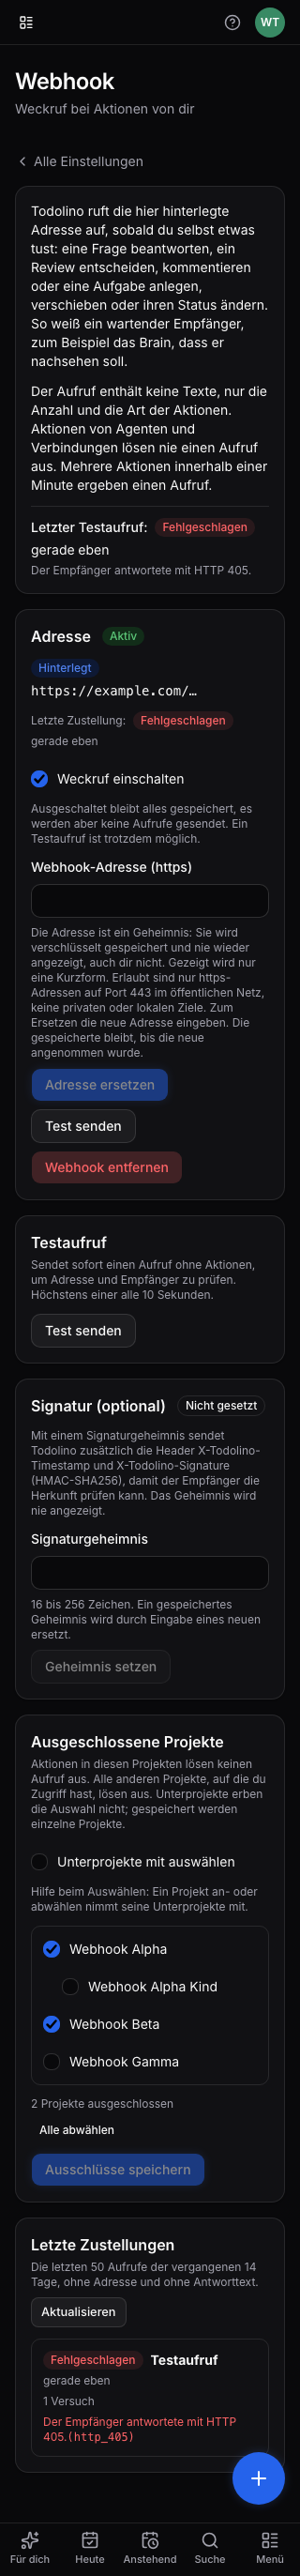 WT
Webhook
Weckruf bei Aktionen von dir
Alle Einstellungen
Todolino ruft die hier hinterlegte
Adresse auf, sobald du selbst etwas
tust: eine Frage beantworten, ein
Review entscheiden, kommentieren
oder eine Aufgabe anlegen,
verschieben oder ihren Status ändern.
So weiß ein wartender Empfänger,
zum Beispiel das Brain, dass er
nachsehen soll.
Der Aufruf enthält keine Texte, nur die
Anzahl und die Art der Aktionen.
Aktionen von Agenten und
Verbindungen lösen nie einen Aufruf
aus. Mehrere Aktionen innerhalb einer
Minute ergeben einen Aufruf.
Letzter Testaufruf: Fehlgeschlagen
gerade eben
Der Empfänger antwortete mit HTTP 405.
Adresse Aktiv
Hinterlegt
https://example.com/…
Letzte Zustellung: Fehlgeschlagen
gerade eben
Weckruf einschalten
Ausgeschaltet bleibt alles gespeichert, es
werden aber keine Aufrufe gesendet. Ein
Testaufruf ist trotzdem möglich.
Webhook-Adresse (https)
Die Adresse ist ein Geheimnis: Sie wird
verschlüsselt gespeichert und nie wieder
angezeigt, auch dir nicht. Gezeigt wird nur
eine Kurzform. Erlaubt sind nur https-
Adressen auf Port 443 im öffentlichen Netz,
keine privaten oder lokalen Ziele. Zum
Ersetzen die neue Adresse eingeben. Die
gespeicherte bleibt, bis die neue
angenommen wurde.
Adresse ersetzen
Test senden
Webhook entfernen
Testaufruf
Sendet sofort einen Aufruf ohne Aktionen,
um Adresse und Empfänger zu prüfen.
Höchstens einer alle 10 Sekunden.
Test senden
Signatur (optional) Nicht gesetzt
Mit einem Signaturgeheimnis sendet
Todolino zusätzlich die Header X-Todolino-
Timestamp und X-Todolino-Signature
(HMAC-SHA256), damit der Empfänger die
Herkunft prüfen kann. Das Geheimnis wird
nie angezeigt.
Signaturgeheimnis
16 bis 256 Zeichen. Ein gespeichertes
Geheimnis wird durch Eingabe eines neuen
ersetzt.
Geheimnis setzen
Ausgeschlossene Projekte
Aktionen in diesen Projekten lösen keinen
Aufruf aus. Alle anderen Projekte, auf die du
Zugriff hast, lösen aus. Unterprojekte erben
die Auswahl nicht; gespeichert werden
einzelne Projekte.
Unterprojekte mit auswählen
Hilfe beim Auswählen: Ein Projekt an- oder
abwählen nimmt seine Unterprojekte mit.
Webhook Alpha
Webhook Alpha Kind
Webhook Beta
Webhook Gamma
2 Projekte ausgeschlossen
Alle abwählen
Ausschlüsse speichern
Letzte Zustellungen
Die letzten 50 Aufrufe der vergangenen 14
Tage, ohne Adresse und ohne Antworttext.
Aktualisieren
Fehlgeschlagen Testaufruf
gerade eben
1 Versuch
Der Empfänger antwortete mit HTTP
405.(http_405)
Für dich Heute Anstehend Suche Menü